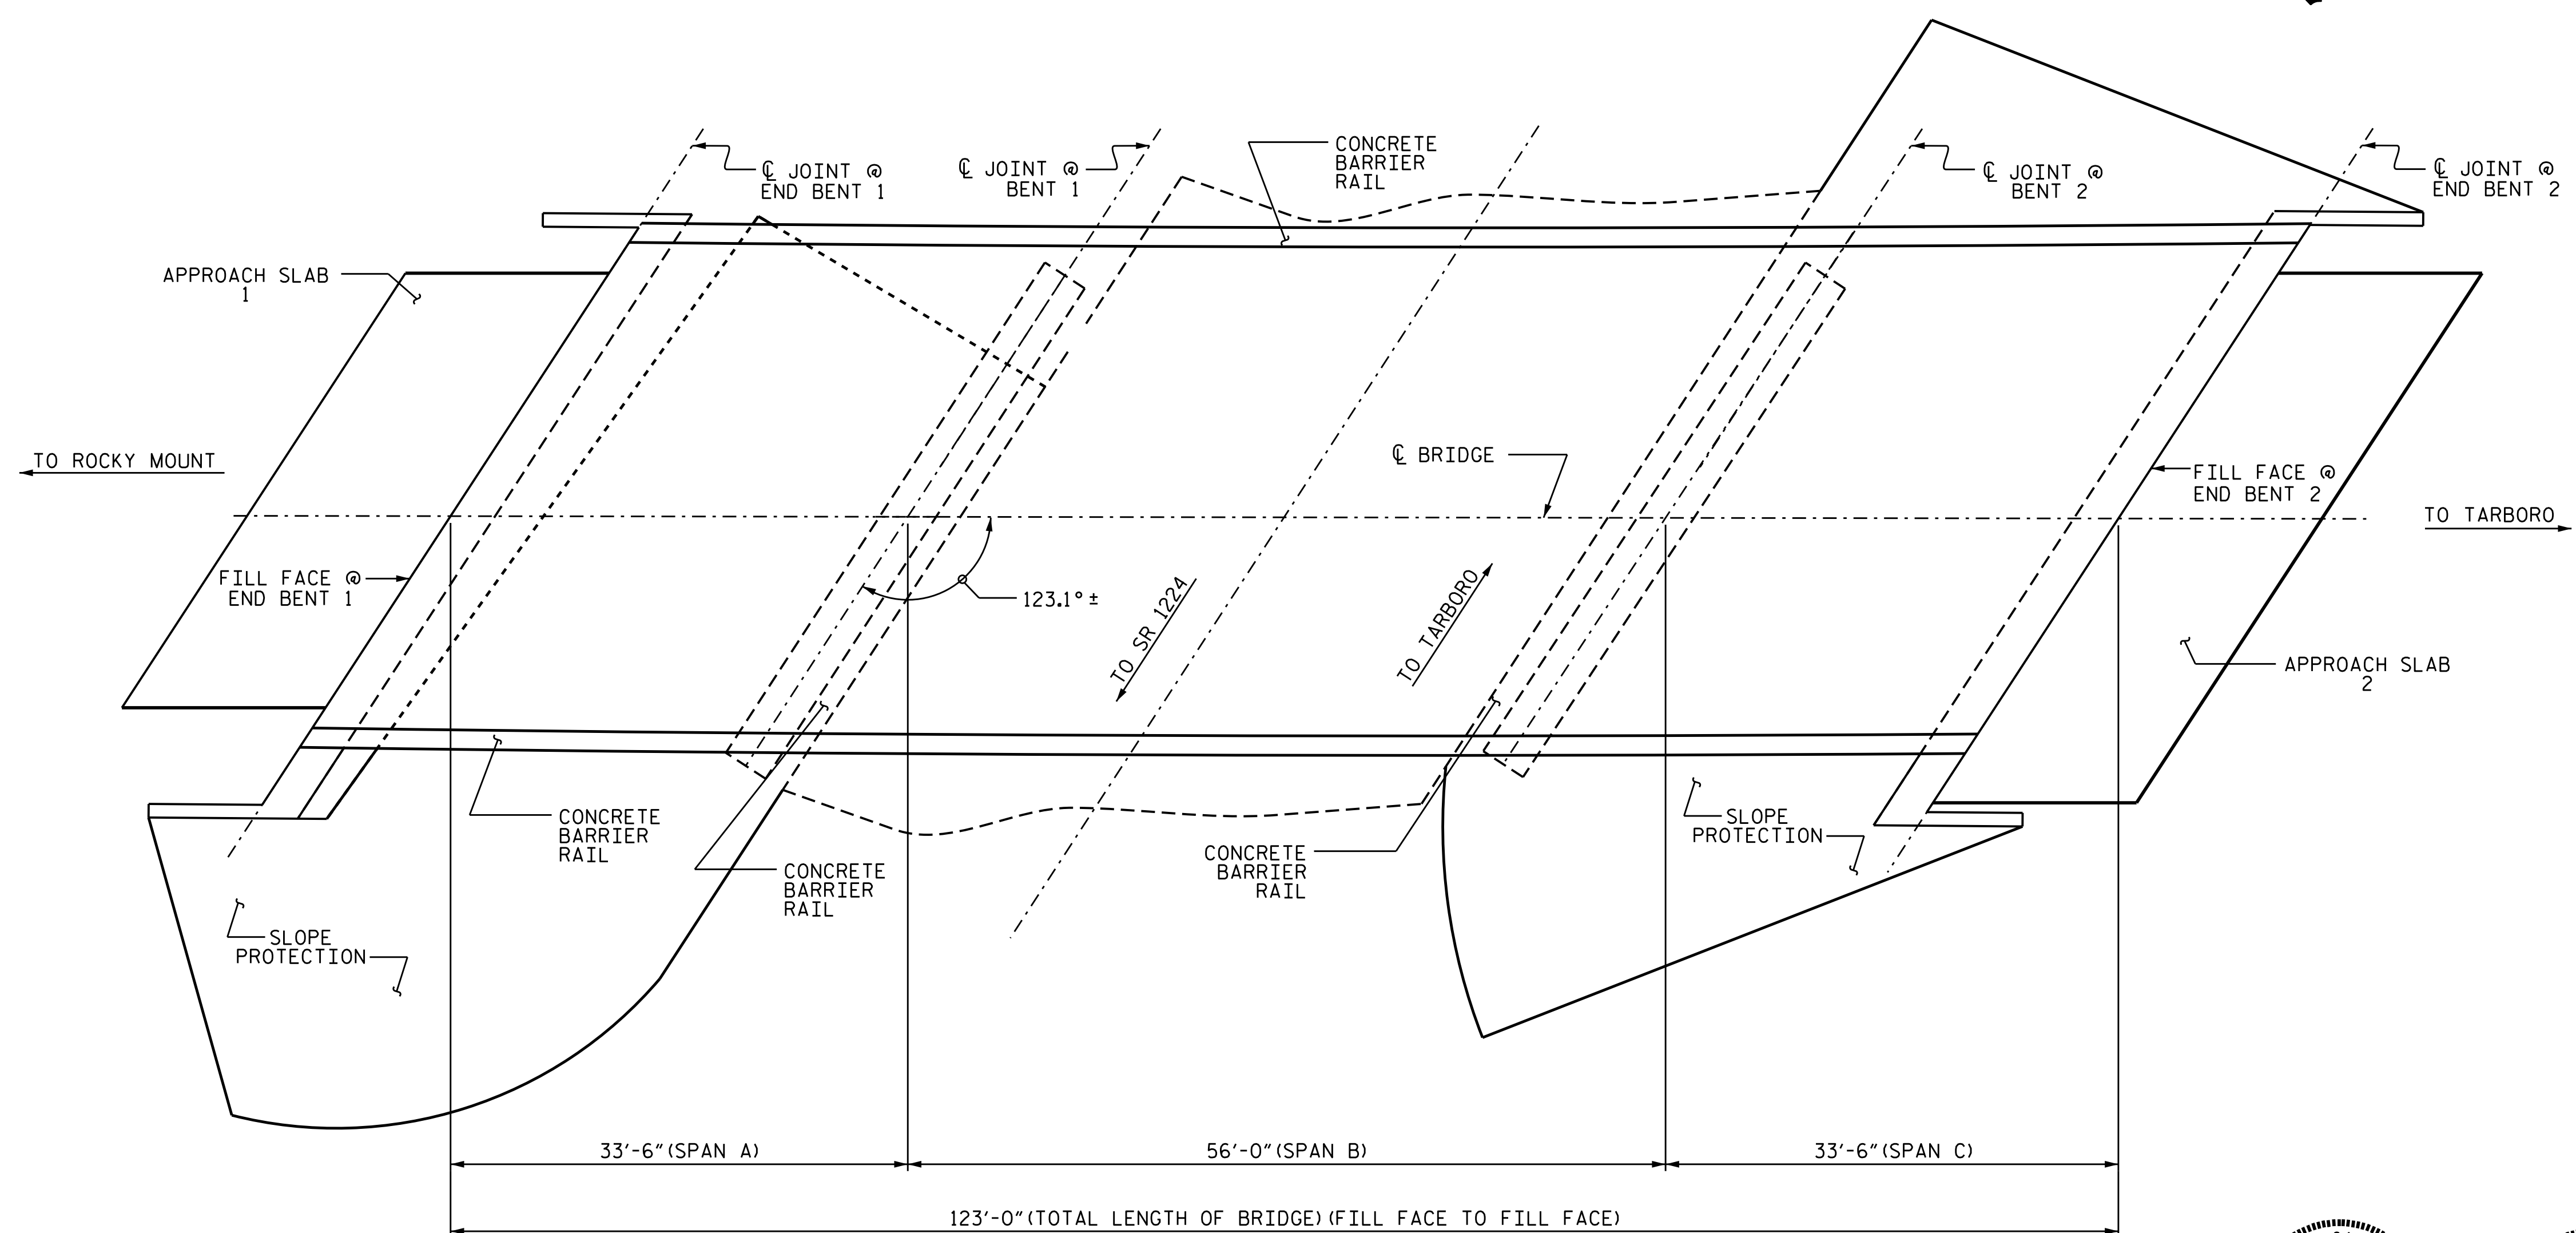 ℄ JOINT @
END BENT 1
℄ JOINT @
BENT 1
CONCRETE
BARRIER
RAIL
℄ JOINT @
BENT 2
℄ JOINT @
END BENT 2
APPROACH SLAB
1
TO ROCKY MOUNT
℄ BRIDGE
FILL FACE @
END BENT 2
TO TARBORO
FILL FACE @
END BENT 1
123.1°±
TO SR 1224
TO TARBORO
APPROACH SLAB
2
CONCRETE
BARRIER
RAIL
CONCRETE
BARRIER
RAIL
CONCRETE
BARRIER
RAIL
SLOPE
PROTECTION
SLOPE
PROTECTION
33'-6"(SPAN A)
56'-0"(SPAN B)
33'-6"(SPAN C)
123'-0"(TOTAL LENGTH OF BRIDGE)(FILL FACE TO FILL FACE)